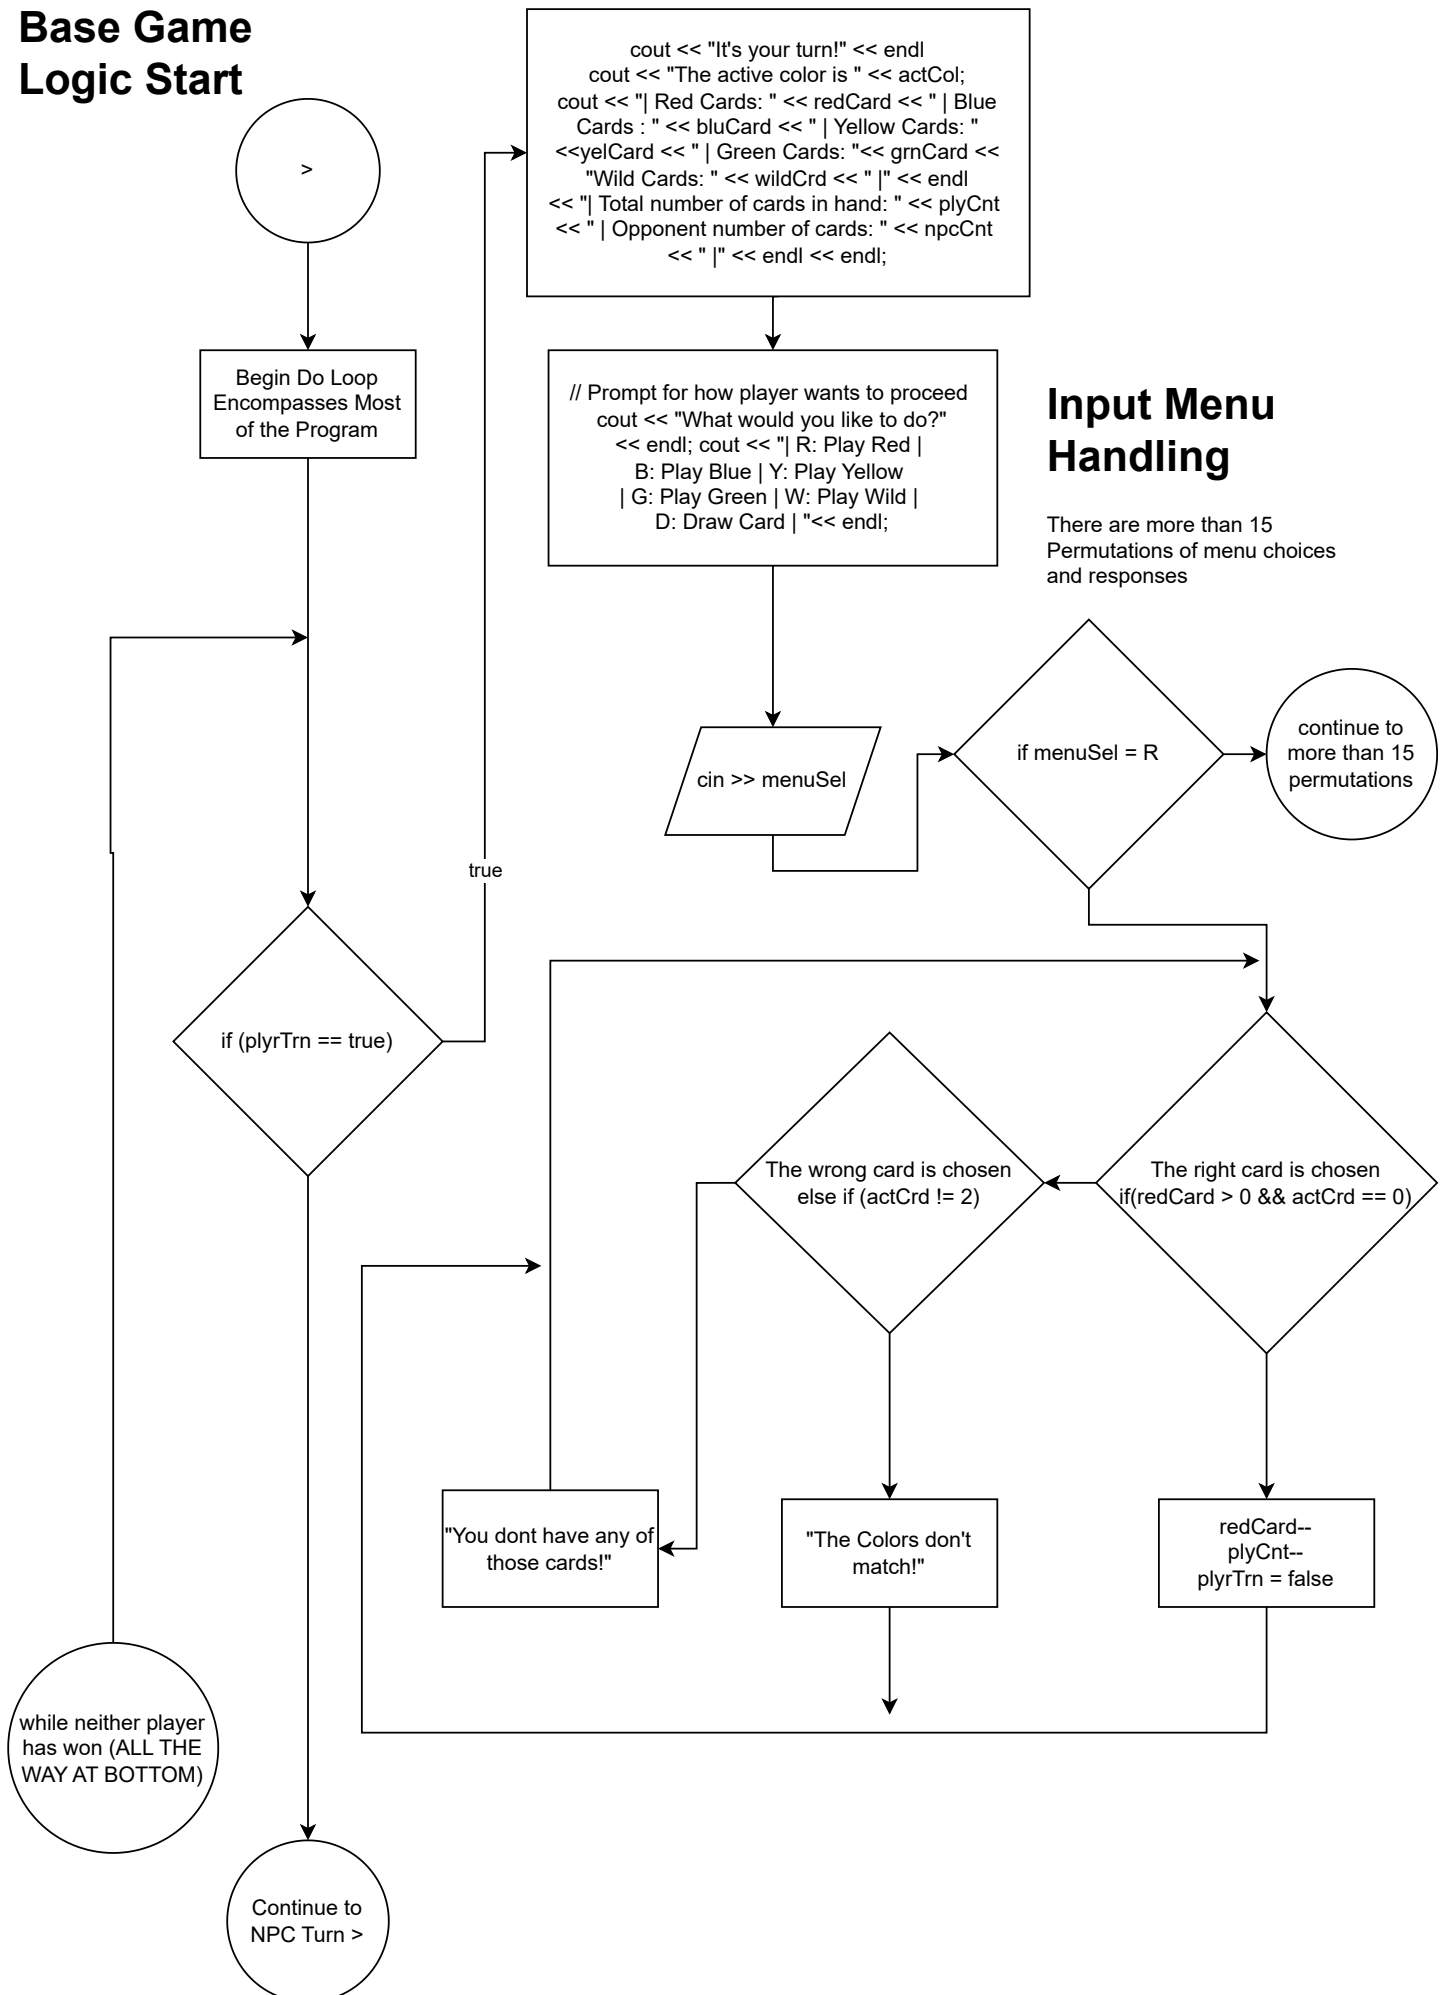 Base Game
Logic Start
>
Begin Do Loop
Encompasses Most
of the Program
if (plyrTrn == true)
true
cout << "It's your turn!" << endl
cout << "The active color is " << actCol;
cout << "| Red Cards: " << redCard << " | Blue
Cards : " << bluCard << " | Yellow Cards: "
<<yelCard << " | Green Cards: "<< grnCard <<
"Wild Cards: " << wildCrd << " |" << endl
<< "| Total number of cards in hand: " << plyCnt
<< " | Opponent number of cards: " << npcCnt
<< " |" << endl << endl;
// Prompt for how player wants to proceed
cout << "What would you like to do?"
<< endl; cout << "| R: Play Red |
B: Play Blue | Y: Play Yellow
| G: Play Green | W: Play Wild |
D: Draw Card | "<< endl;
Input Menu
Handling
There are more than 15
Permutations of menu choices
and responses
cin >> menuSel
if menuSel = R
continue to
more than 15
permutations
The right card is chosen
if(redCard > 0 && actCrd == 0)
The wrong card is chosen
else if (actCrd != 2)
"You dont have any of
those cards!"
"The Colors don't
match!"
redCard--
plyCnt--
plyrTrn = false
while neither player
has won (ALL THE
WAY AT BOTTOM)
Continue to
NPC Turn >